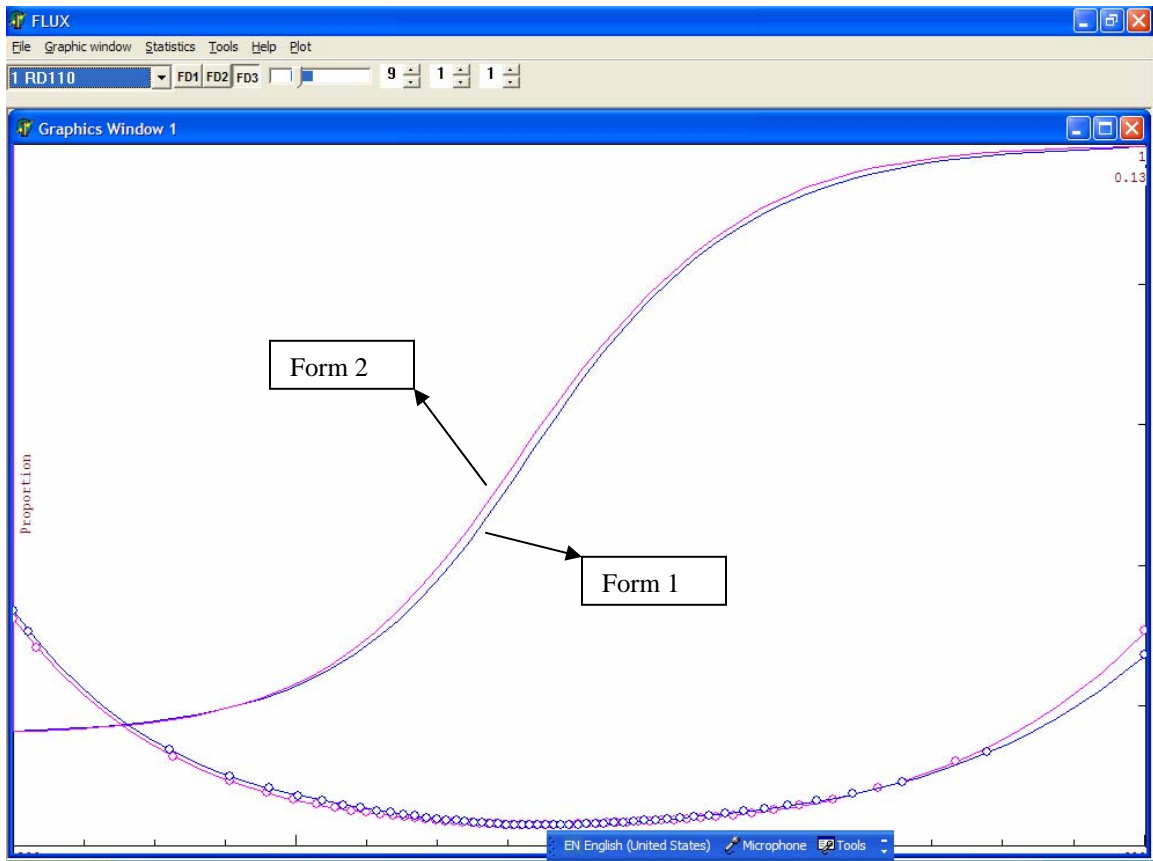 FLUX
File Graphic window Statistics Tools Help Plot
1 RD110 FD1 FD2 FD3 9 1 1
Graphics Window 1
1
0.13
Form 2
Proportion
Form 1
EN English (United States) Microphone Tools